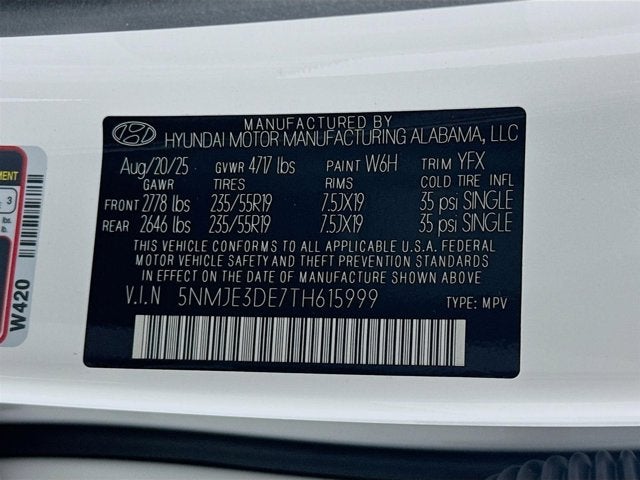 MANUFACTURED BY
HYUNDAI MOTOR MANUFACTURING ALABAMA, LLC
Aug/20/25 GVWR 4717 lbs PAINT W6H TRIM YFX
GAWR TIRES RIMS COLD TIRE INFL
FRONT 2778 lbs 235/55R19 7.5JX19 35 psi SINGLE
REAR 2646 lbs 235/55R19 7.5JX19 35 psi SINGLE
THIS VEHICLE CONFORMS TO ALL APPLICABLE U.S.A. FEDERAL
MOTOR VEHICLE SAFETY AND THEFT PREVENTION STANDARDS
IN EFFECT ON THE DATE OF MANUFACTURE SHOWN ABOVE.
V.I.N 5NMJE3DE7TH615999 TYPE: MPV
3
lbs.
W420